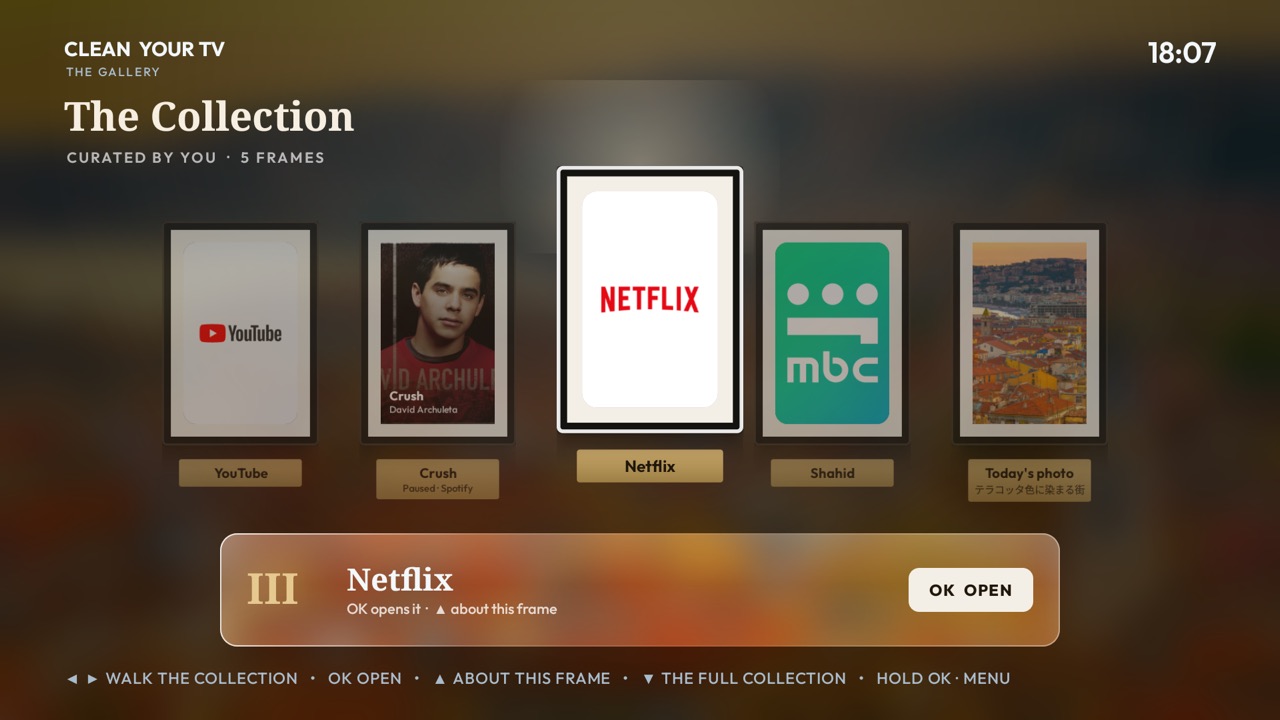 CLEAN YOUR TV
THE GALLERY
18:07
The Collection
CURATED BY YOU · 5 FRAMES
YouTube
VID ARCHUL
Crush
David Archuleta
NETFLIX
mbc
YouTube
Crush
Paused · Spotify
Netflix
Shahid
Today's photo
テラコッタ色に染まる街
III
Netflix
OK opens it · ▲ about this frame
OK OPEN
◄ ► WALK THE COLLECTION • OK OPEN • ▲ ABOUT THIS FRAME • ▼ THE FULL COLLECTION • HOLD OK · MENU